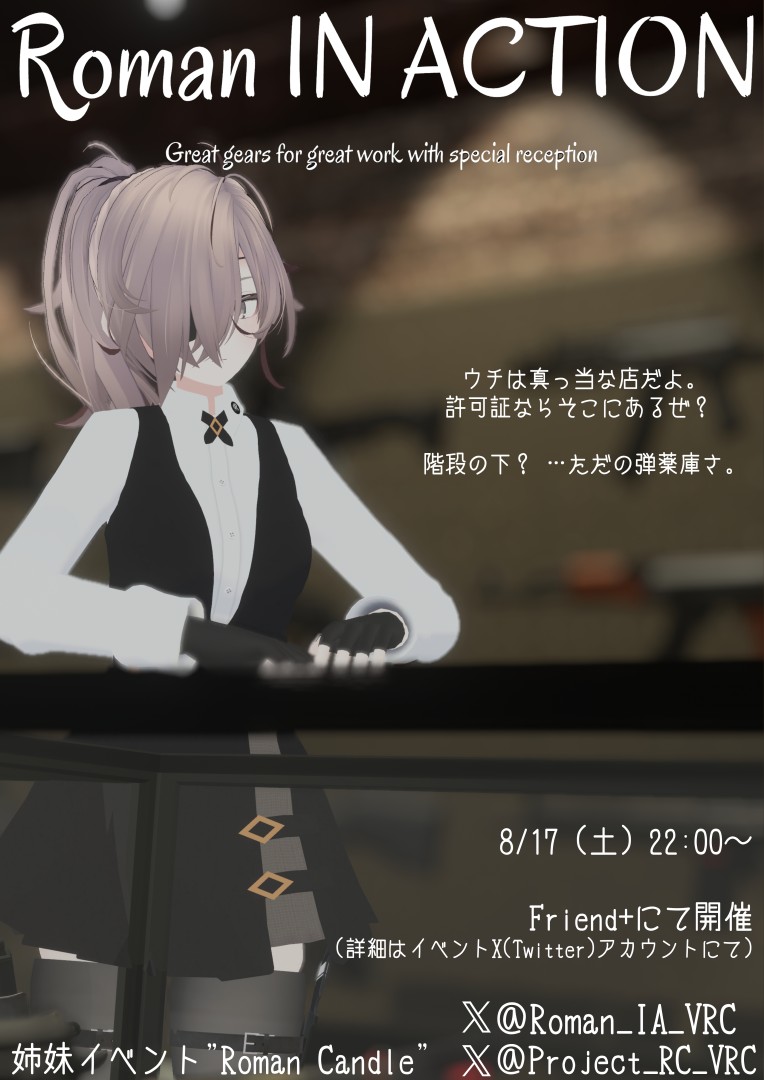 Roman IN ACTION
Great gears for great work with special reception
ウチは真っ当な店だよ。
許可証ならそこにあるぜ？
階段の下？ …ただの弾薬庫さ。
8/17（土）22:00～
Friend+にて開催
（詳細はイベントX(Twitter)アカウントにて）
𝕏@Roman_IA_VRC
姉妹イベント"Roman Candle" 𝕏@Project_RC_VRC